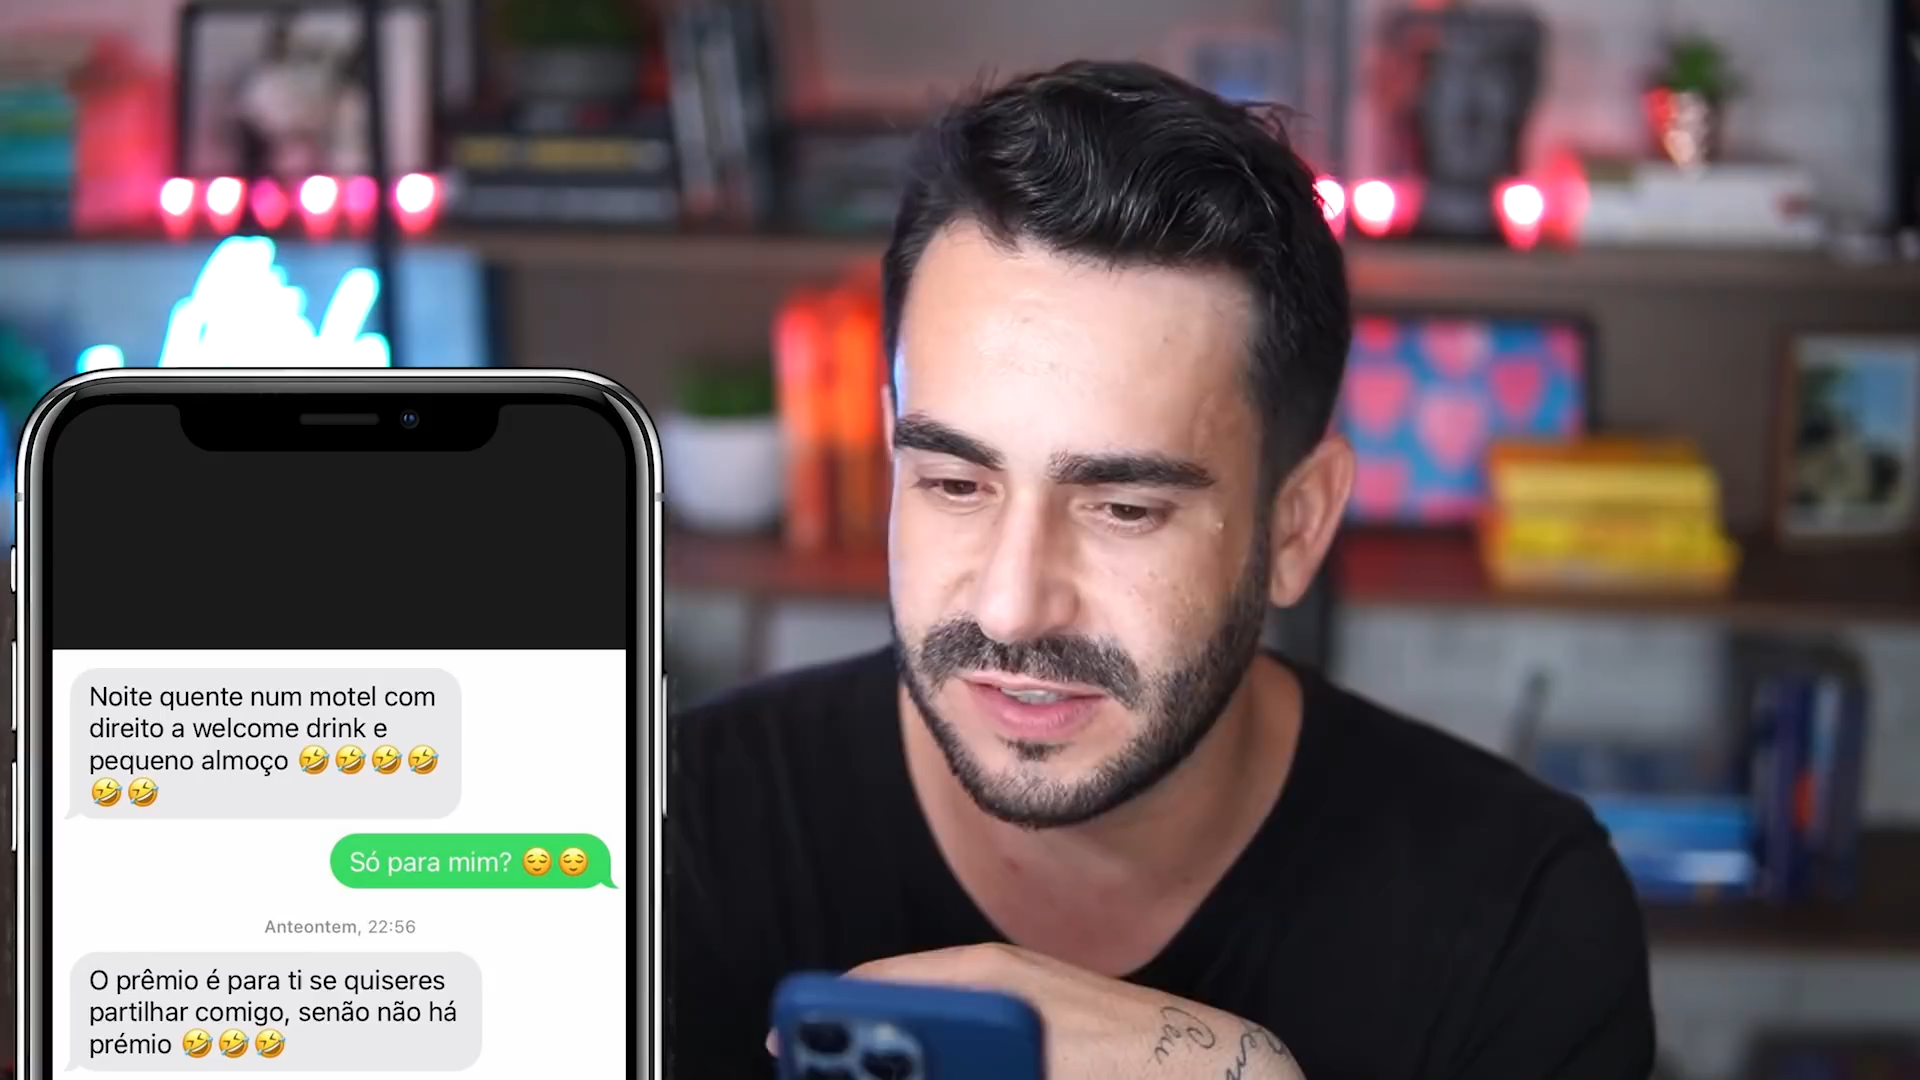 Noite quente num motel com
direito a welcome drink e
pequeno almoço 🤣🤣🤣🤣
🤣🤣
Só para mim? 😌😌
Anteontem, 22:56
O prêmio é para ti se quiseres
partilhar comigo, senão não há
prémio 🤣🤣🤣